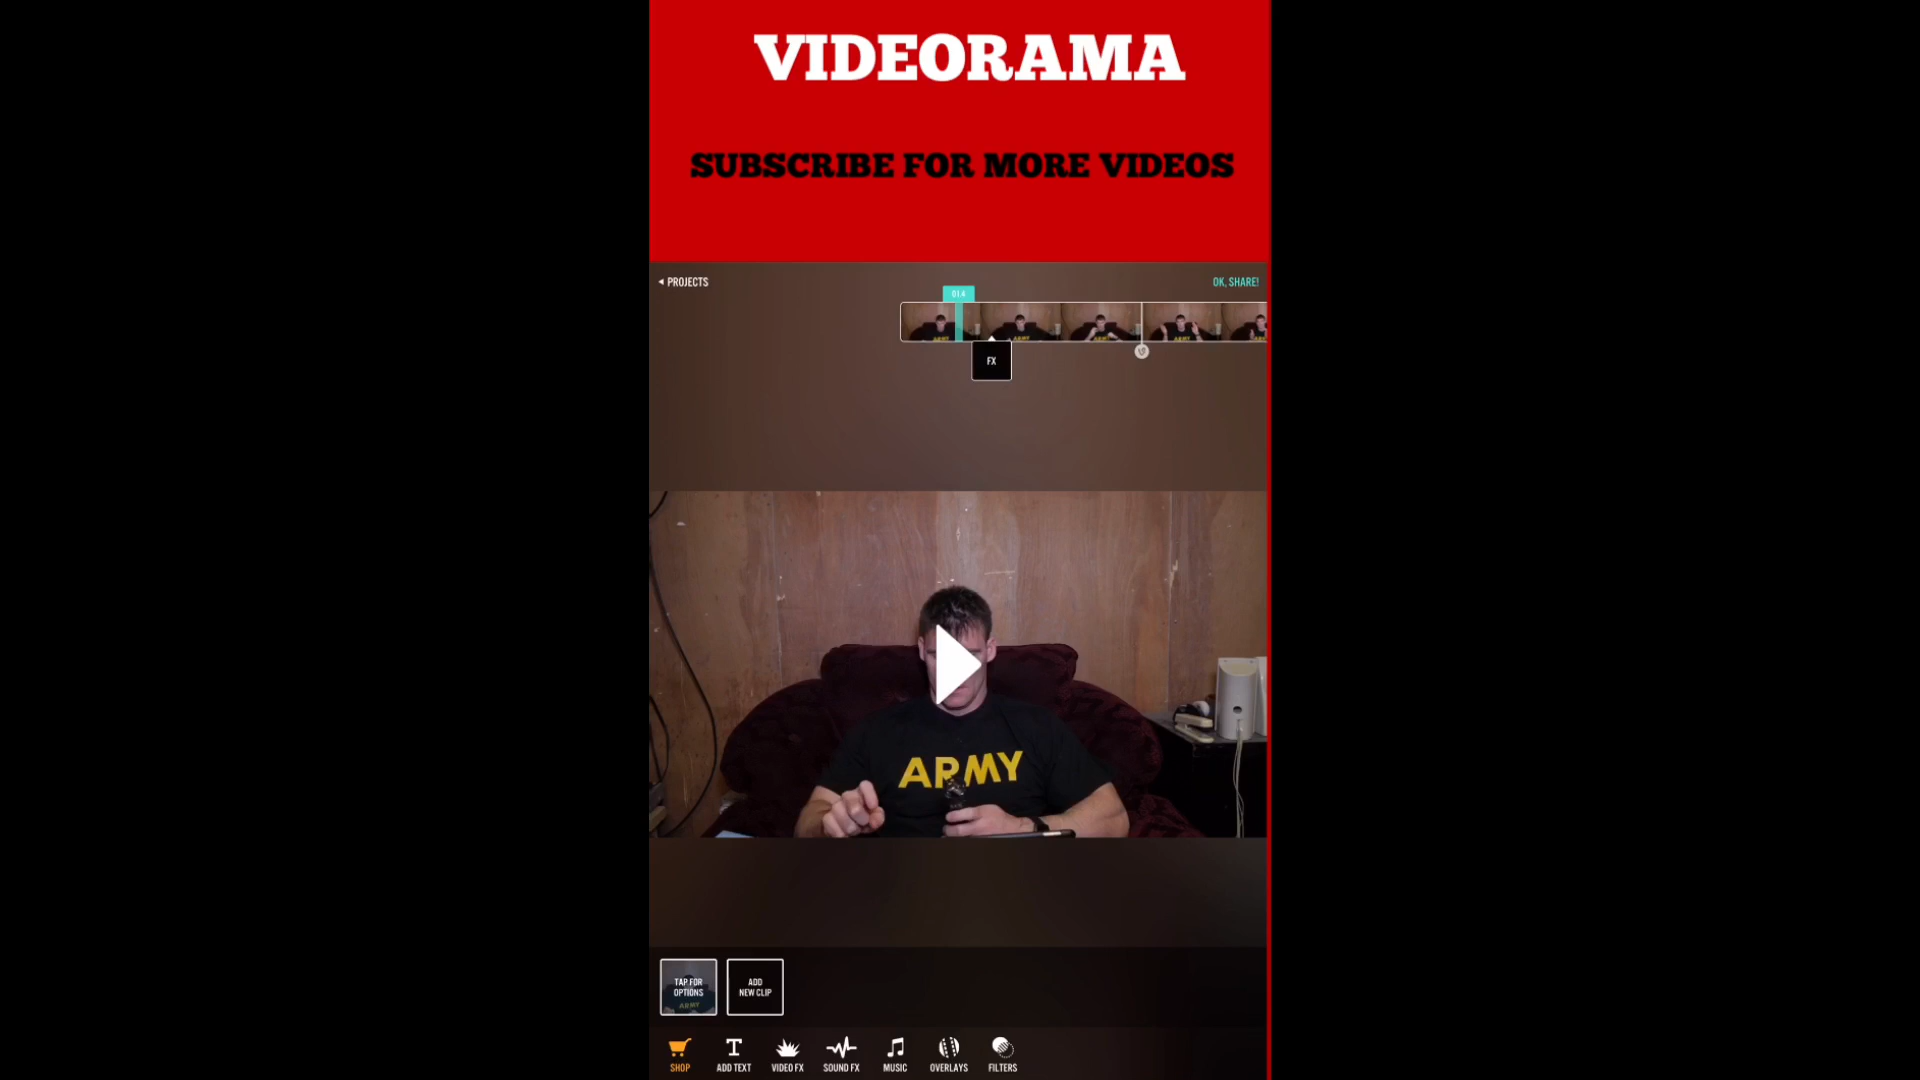 VIDEORAMA
SUBSCRIBE FOR MORE VIDEOS
PROJECTS
OK, SHARE!
01.4
FX
ARMY
TAP FOR
OPTIONS
ARMY
ADD
NEW CLIP
SHOP
ADD TEXT
VIDEO FX
SOUND FX
MUSIC
OVERLAYS
FILTERS